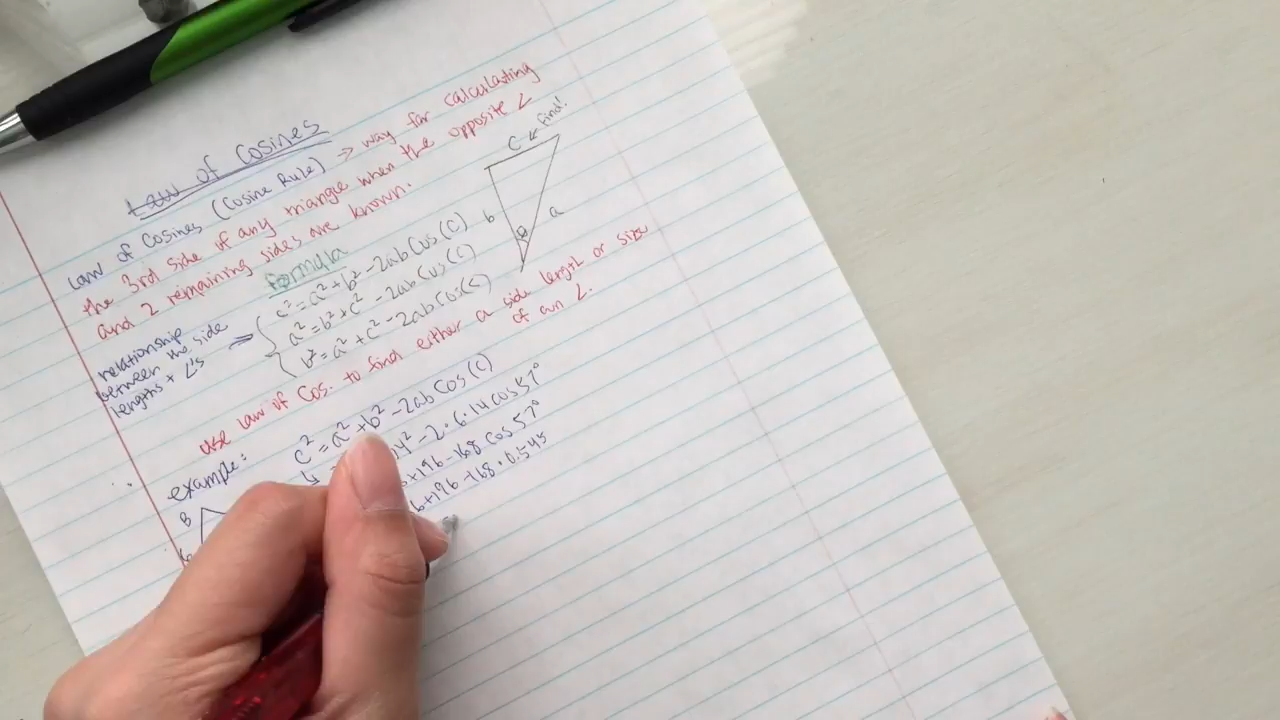 Law of Cosines
Law of Cosines (Cosine Rule) → way for calculating
the 3rd side of any triangle when the opposite ∠
and 2 remaining sides are known.
C ← find!
b
a
Formula
relationship
between the side
lengths + ∠'s
c² = a² + b² - 2ab Cos(C)
a² = b² + c² - 2ab Cos(C)
b² = a² + c² - 2ab Cos(C)
use Law of Cos. to find either a side length or size
of an ∠.
example:
c² = a² + b² - 2ab Cos(C)
14² - 2·6·14 cos 57°
+196 - 168 cos 57°
6+196 - 168 · 0.545
B